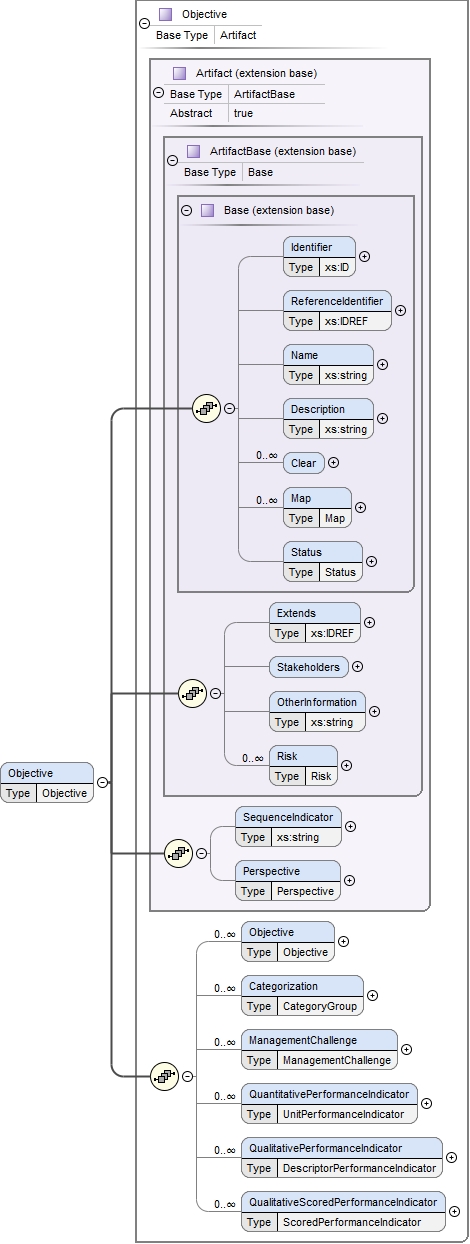 Objective
Base Type Artifact
Artifact (extension base)
Base Type ArtifactBase
Abstract true
ArtifactBase (extension base)
Base Type Base
Base (extension base)
Identifier
Type xs:ID
ReferenceIdentifier
Type xs:IDREF
Name
Type xs:string
Description
Type xs:string
0..∞ Clear
0..∞ Map
Type Map
Status
Type Status
Extends
Type xs:IDREF
Stakeholders
OtherInformation
Type xs:string
0..∞ Risk
Type Risk
Objective
Type Objective
SequenceIndicator
Type xs:string
Perspective
Type Perspective
0..∞ Objective
Type Objective
0..∞ Categorization
Type CategoryGroup
0..∞ ManagementChallenge
Type ManagementChallenge
0..∞ QuantitativePerformanceIndicator
Type UnitPerformanceIndicator
0..∞ QualitativePerformanceIndicator
Type DescriptorPerformanceIndicator
0..∞ QualitativeScoredPerformanceIndicator
Type ScoredPerformanceIndicator